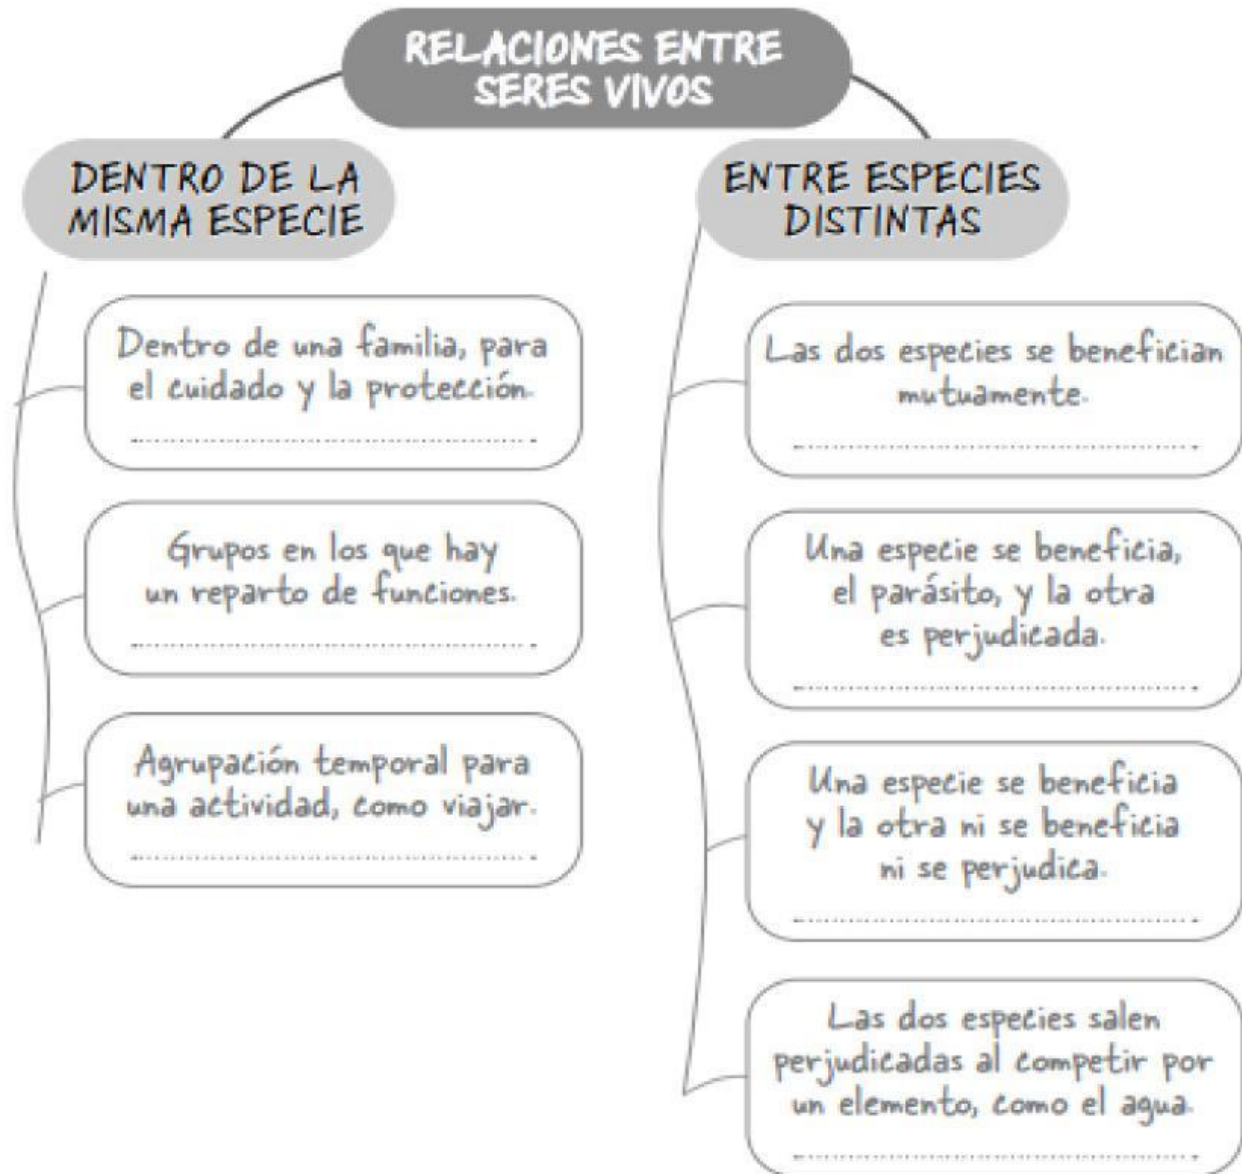 RELACIONES ENTRE
SERES VIVOS
DENTRO DE LA
MISMA ESPECIE
Dentro de una familia, para
el cuidado y la protección.
Grupos en los que hay
un reparto de funciones.
Agrupación temporal para
una actividad, como viajar.
ENTRE ESPECIES
DISTINTAS
Las dos especies se benefician
mutuamente.
Una especie se beneficia,
el parásito, y la otra
es perjudicada.
Una especie se beneficia
y la otra ni se beneficia
ni se perjudica.
Las dos especies salen
perjudicadas al competir por
un elemento, como el agua.